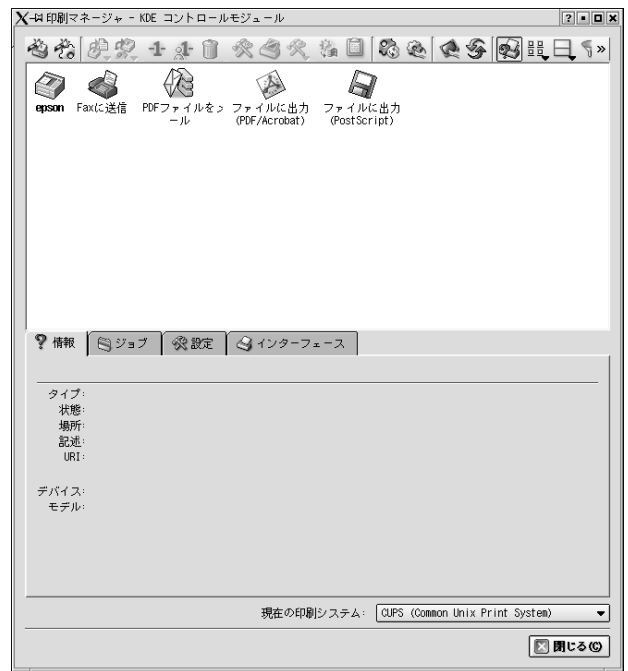 印刷マネージャ - KDE コントロールモジュール
epson
Faxに送信
PDFファイルをメール
ファイルに出力
(PDF/Acrobat)
ファイルに出力
(PostScript)
情報
ジョブ
設定
インターフェース
タイプ:
状態:
場所:
記述:
URI:
デバイス:
モデル:
現在の印刷システム: CUPS (Common Unix Print System)
閉じる(C)